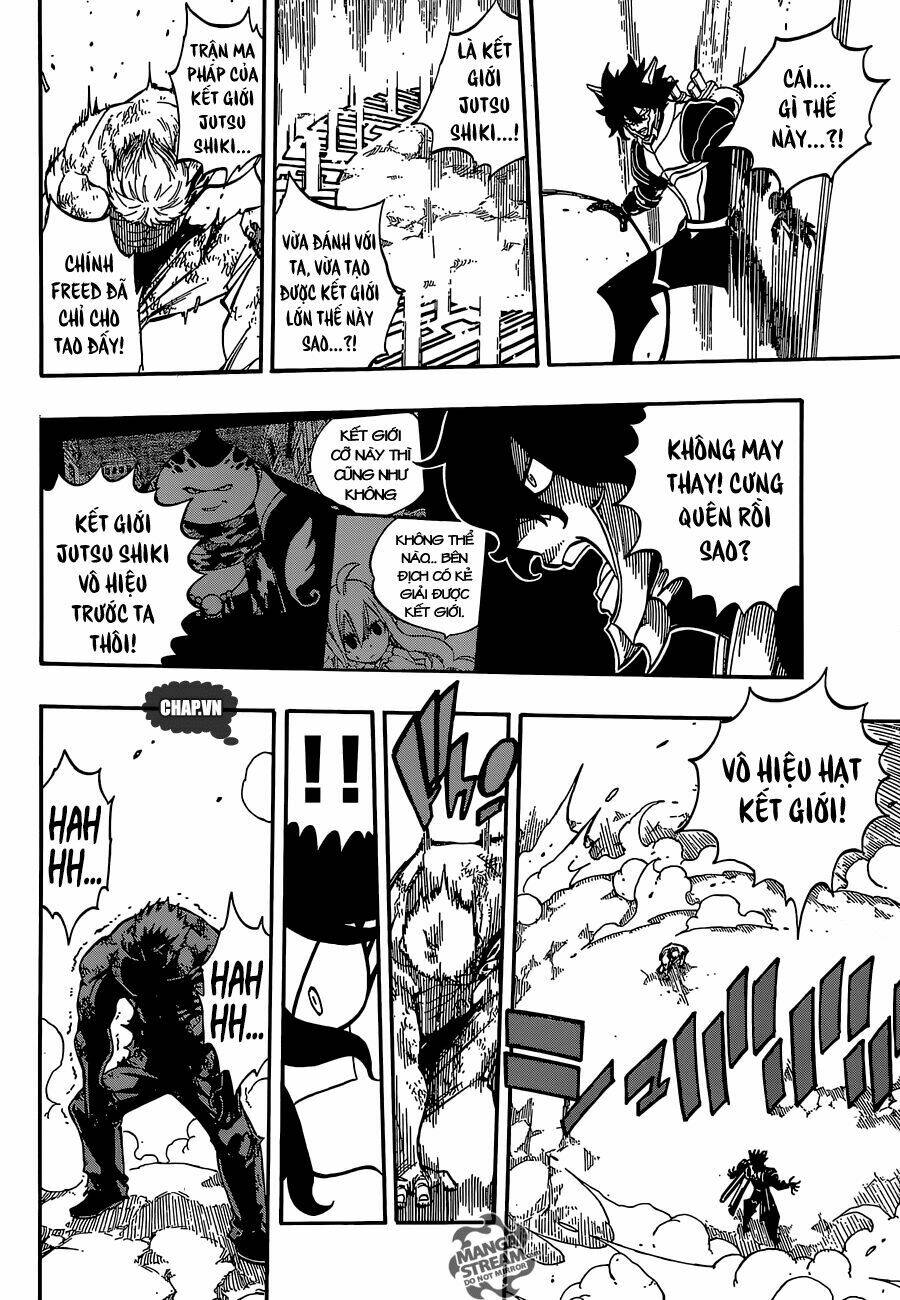 CÁI...
GÌ THẾ
NÀY...?!
LÀ KẾT
GIỚI
JUTSU
SHIKI
...!
VỪA ĐÁNH VỚI
TA, VỪA TẠO
ĐƯỢC KẾT GIỚI
LỚN THẾ NÀY
SAO...?!
TRẬN MA
PHÁP CỦA
KẾT GIỚI
JUTSU
SHIKI...
CHÍNH
FREED ĐÃ
CHỈ CHO
TAO ĐẤY!
KHÔNG MAY
THAY! CƯNG
QUÊN RỒI
SAO?
KẾT GIỚI
CỠ NÀY THÌ
CŨNG NHƯ
KHÔNG
KHÔNG THỂ
NÀO... BÊN
ĐỊCH CÓ KẺ
GIẢI ĐƯỢC
KẾT GIỚI.
KẾT GIỚI
JUTSU SHIKI
VÔ HIỆU
TRƯỚC TA
THÔI!
CHAP.VN
VÔ HIỆU HẠT
KẾT GIỚI!
!!
HAH
HH...
HAH
HH...
MANGA
STREAM
DO NOT MIRROR